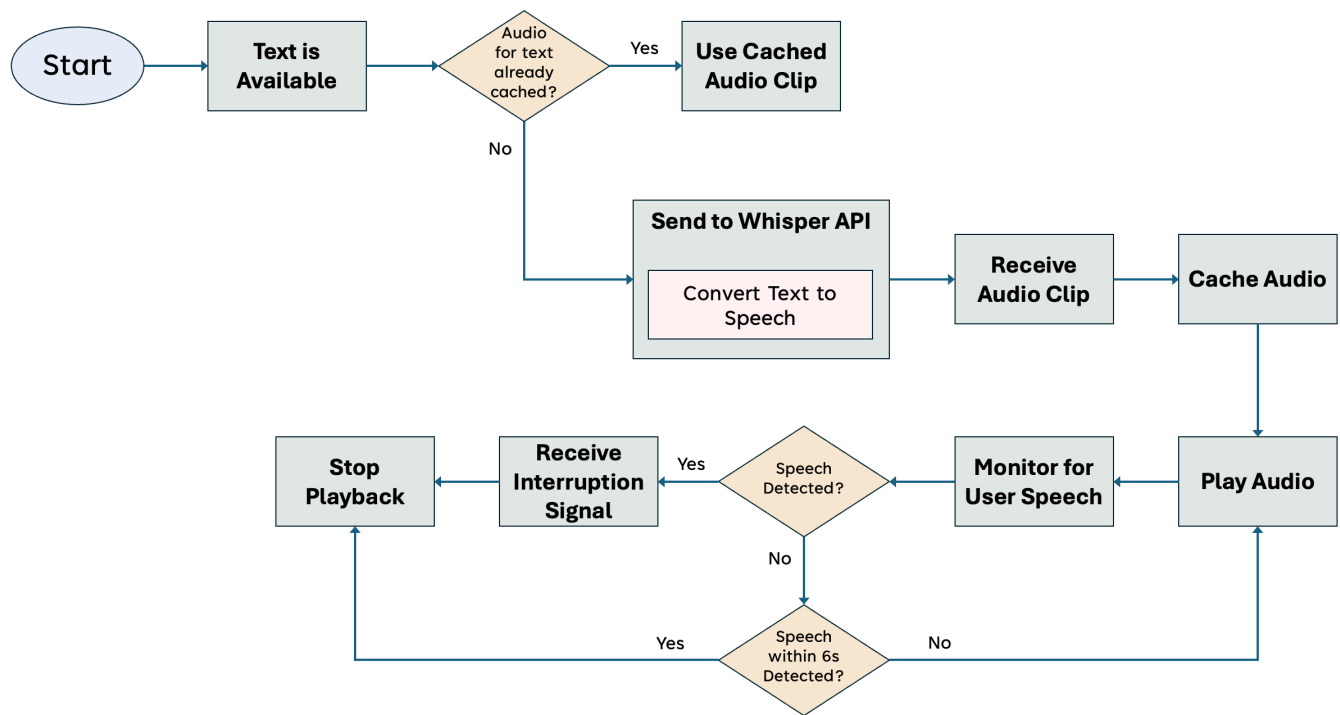 Start
Text is
Available
Audio
for text
already
cached?
Yes
Use Cached
Audio Clip
No
Send to Whisper API
Convert Text to
Speech
Receive
Audio Clip
Cache Audio
Play Audio
Monitor for
User Speech
Speech
Detected?
Yes
Receive
Interruption
Signal
Stop
Playback
No
Speech
within 6s
Detected?
Yes
No